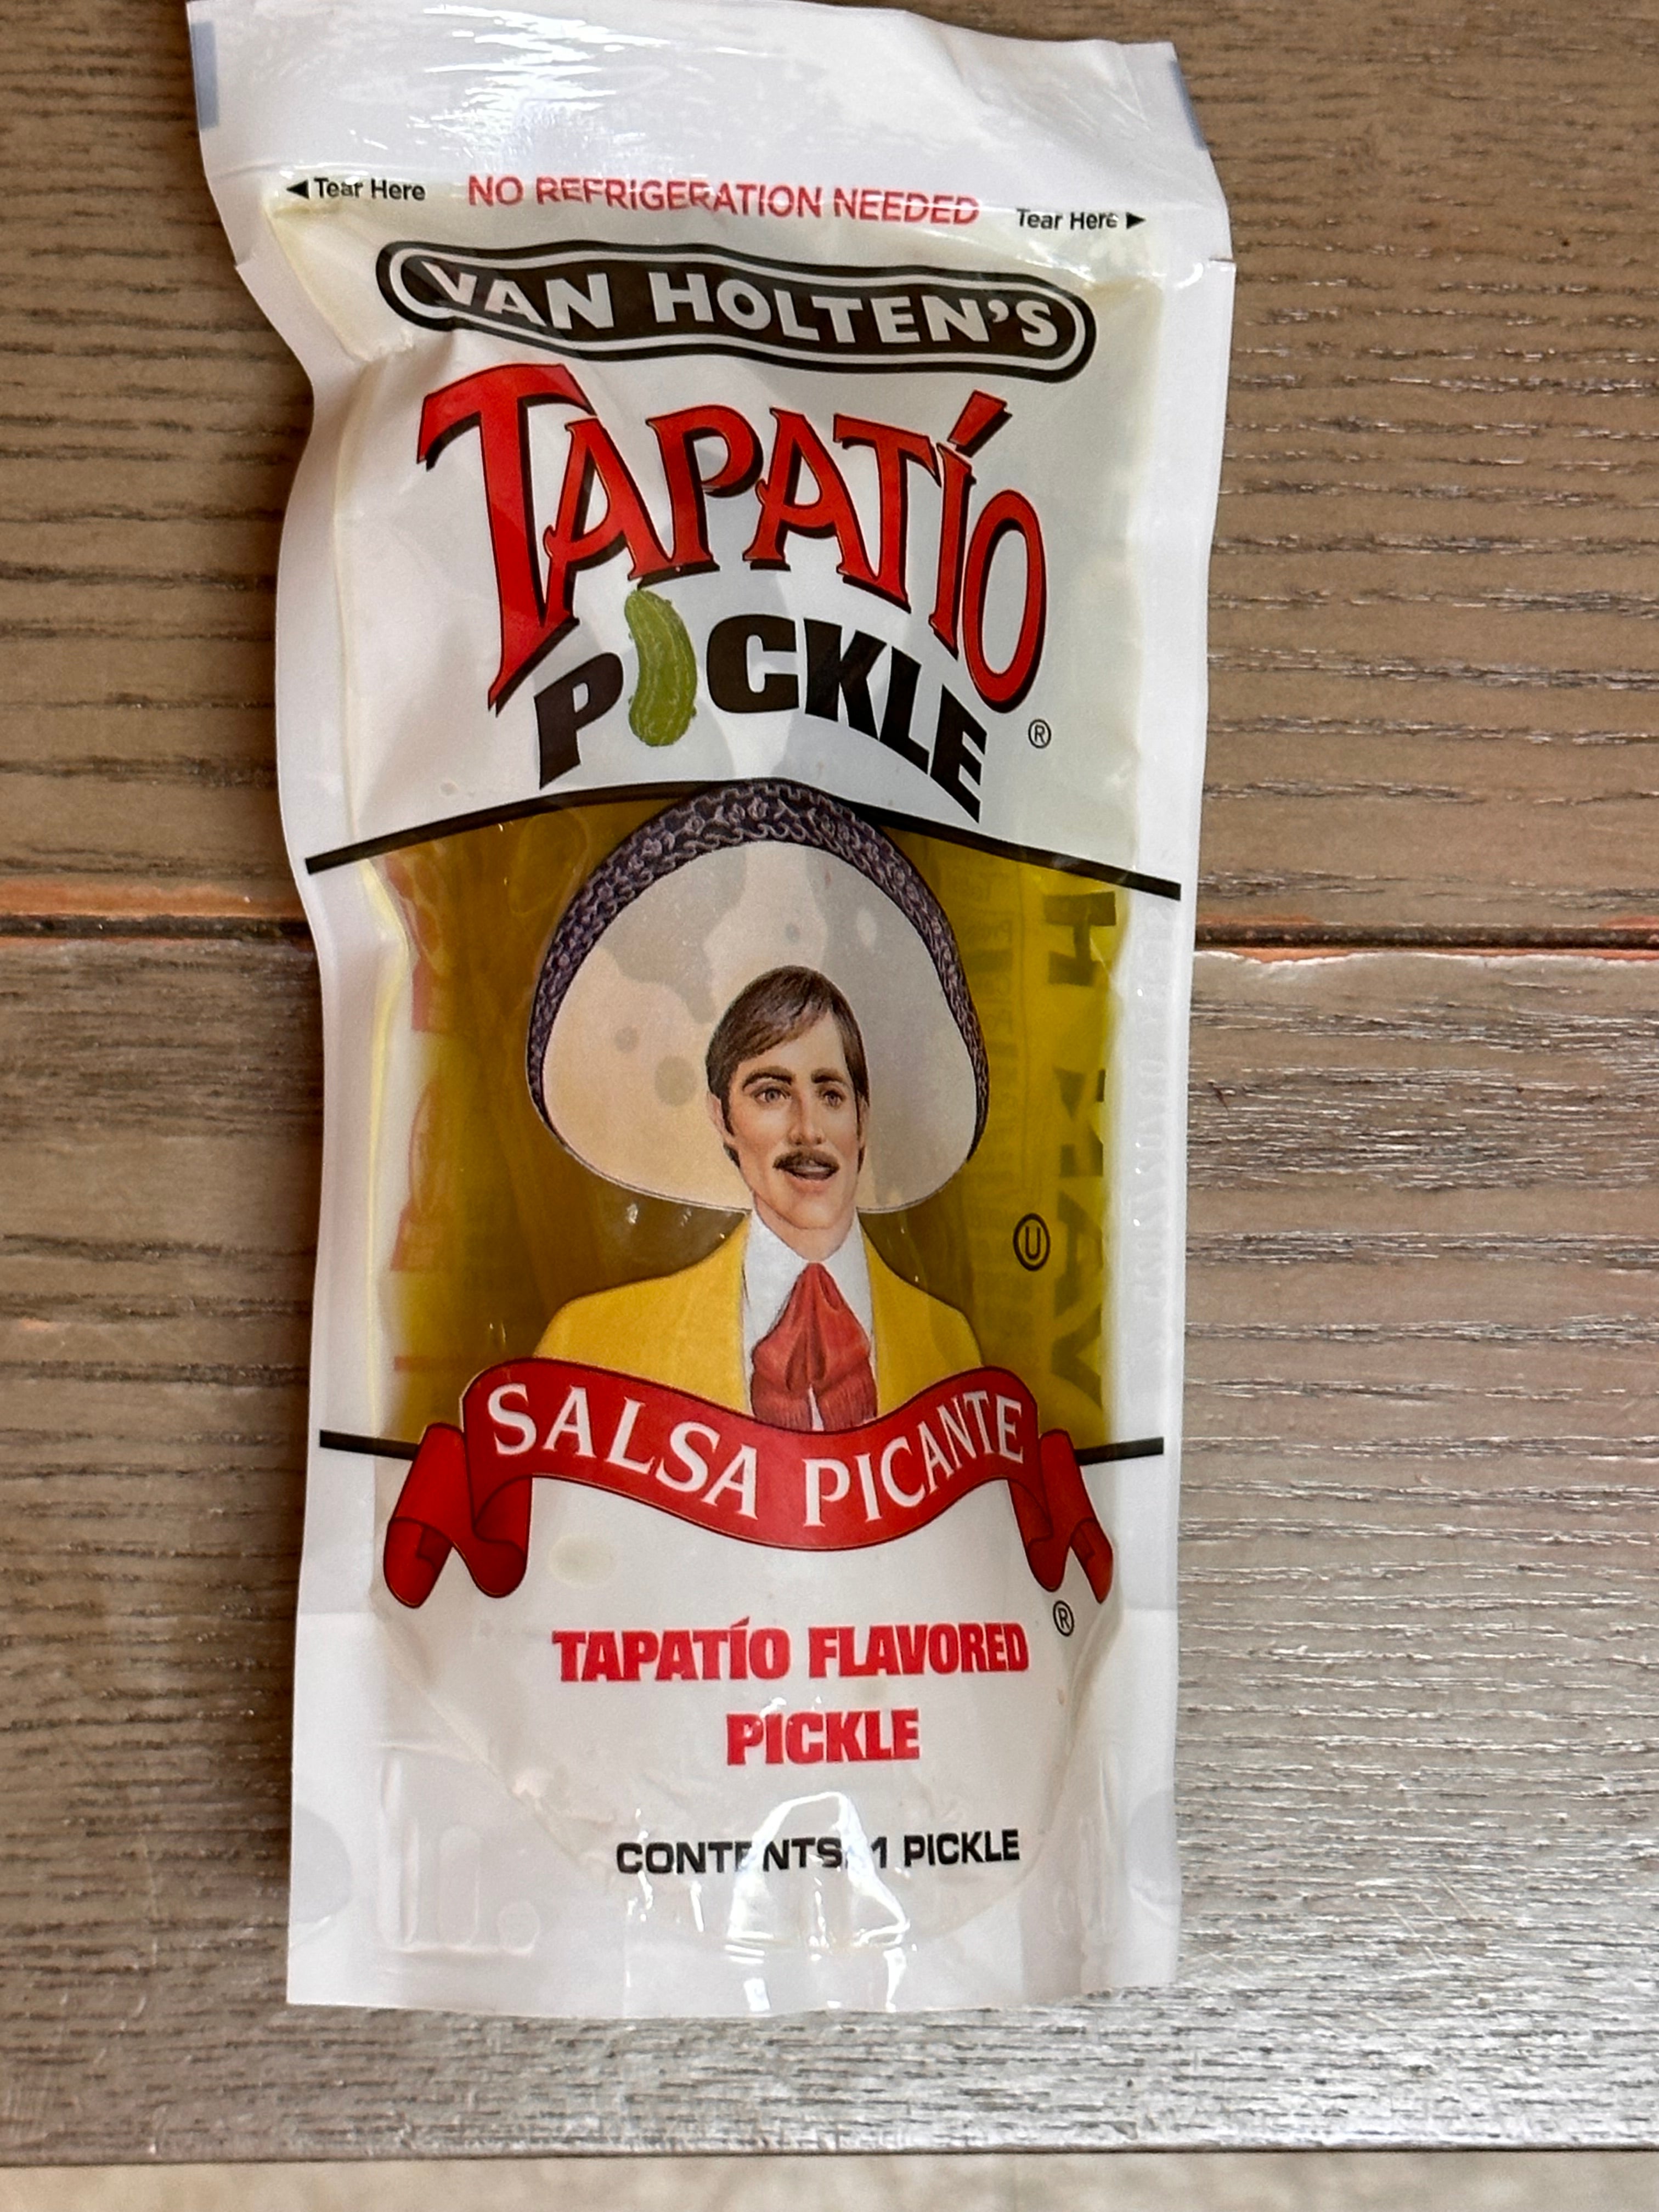 ◀ Tear Here NO REFRIGERATION NEEDED Tear Here ▶
VAN HOLTEN'S
TAPATÍO
PICKLE ®
U
SALSA PICANTE
®
TAPATÍO FLAVORED
PICKLE
CONTENTS: 1 PICKLE